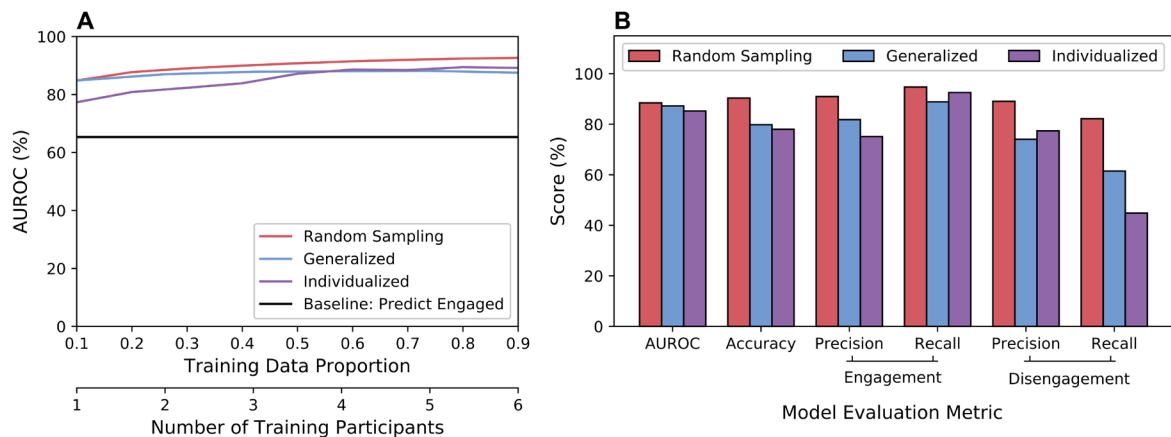 A
100
80
60
40
20
0
AUROC (%)
Random Sampling
Generalized
Individualized
Baseline: Predict Engaged
0.1 0.2 0.3 0.4 0.5 0.6 0.7 0.8 0.9
Training Data Proportion
1 2 3 4 5 6
Number of Training Participants
B
Random Sampling Generalized Individualized
100
80
60
40
20
0
Score (%)
AUROC Accuracy Precision Recall Precision Recall
Engagement Disengagement
Model Evaluation Metric